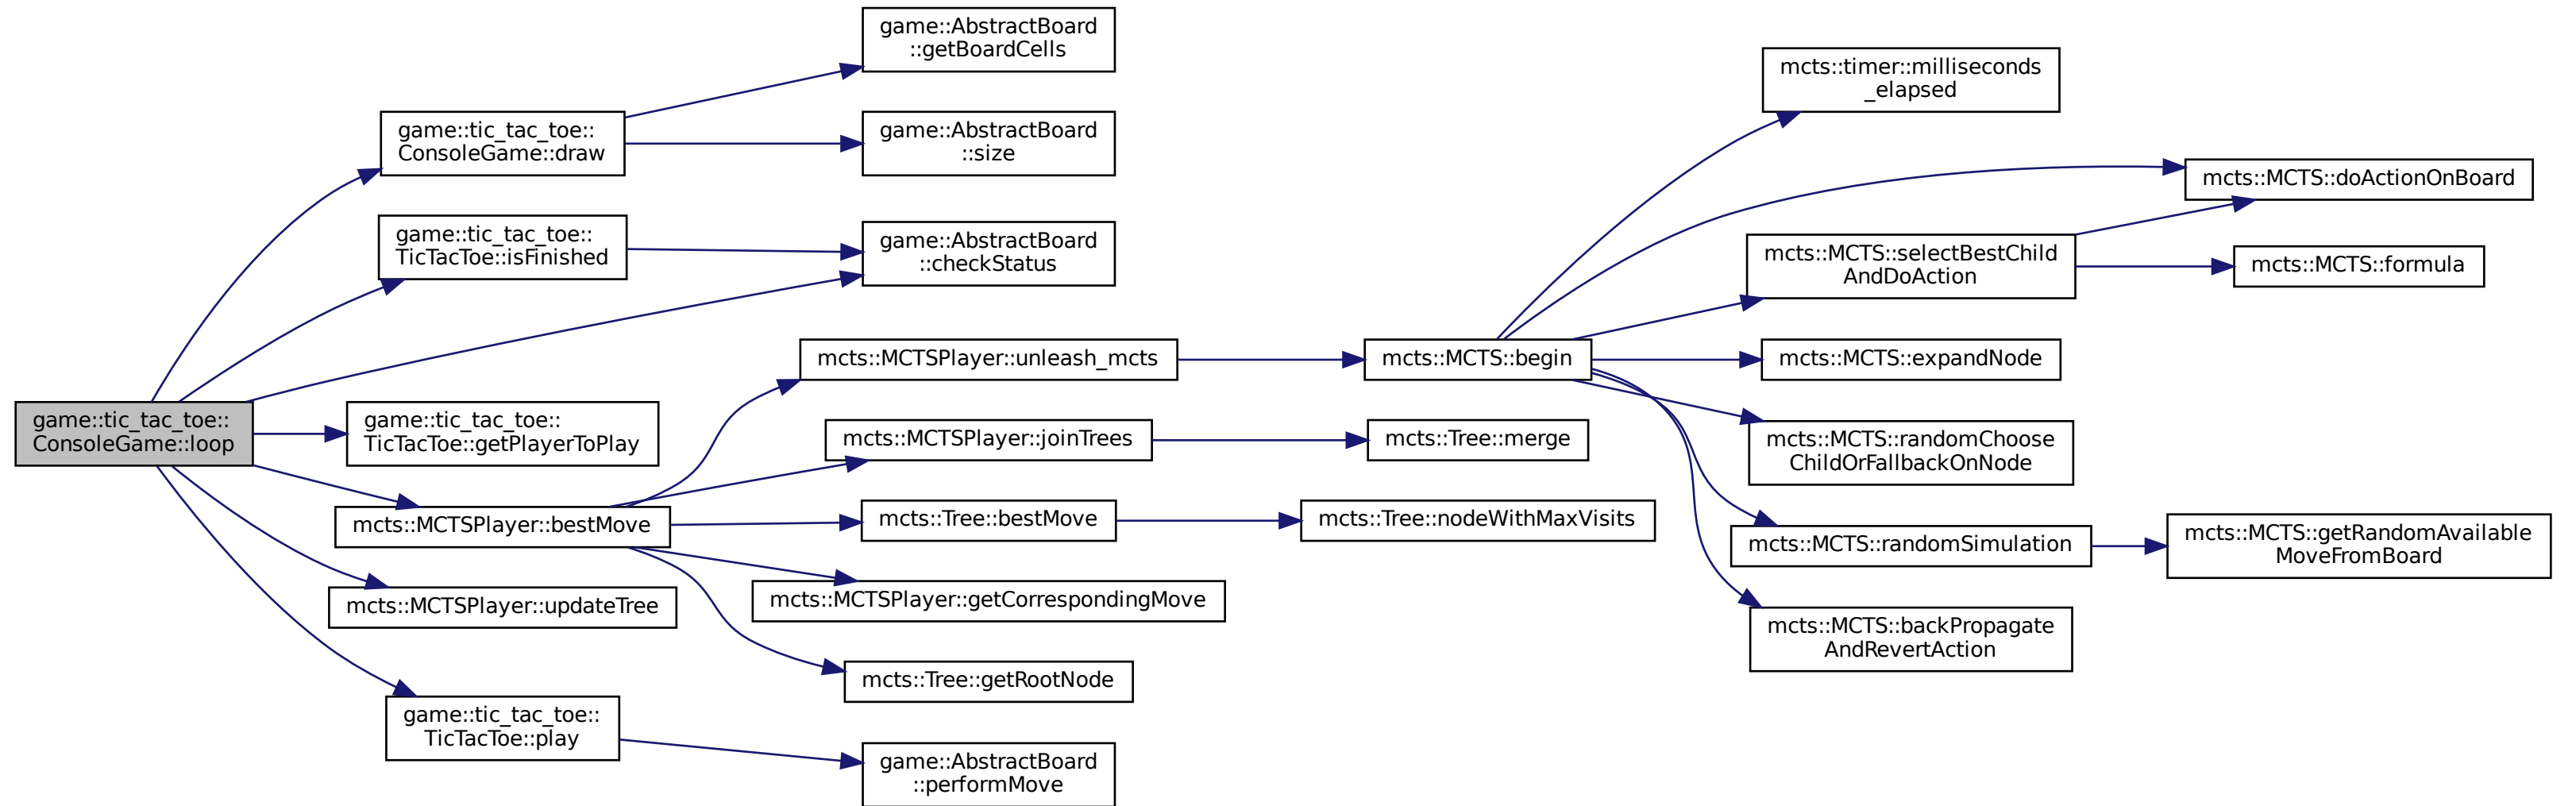 game::tic_tac_toe::
ConsoleGame::loop
game::tic_tac_toe::
ConsoleGame::draw
game::tic_tac_toe::
TicTacToe::isFinished
game::tic_tac_toe::
TicTacToe::getPlayerToPlay
mcts::MCTSPlayer::bestMove
mcts::MCTSPlayer::updateTree
game::tic_tac_toe::
TicTacToe::play
game::AbstractBoard
::getBoardCells
game::AbstractBoard
::size
game::AbstractBoard
::checkStatus
mcts::MCTSPlayer::unleash_mcts
mcts::MCTSPlayer::joinTrees
mcts::Tree::bestMove
mcts::MCTSPlayer::getCorrespondingMove
mcts::Tree::getRootNode
game::AbstractBoard
::performMove
mcts::MCTS::begin
mcts::Tree::merge
mcts::Tree::nodeWithMaxVisits
mcts::timer::milliseconds
_elapsed
mcts::MCTS::selectBestChild
AndDoAction
mcts::MCTS::expandNode
mcts::MCTS::randomChoose
ChildOrFallbackOnNode
mcts::MCTS::randomSimulation
mcts::MCTS::backPropagate
AndRevertAction
mcts::MCTS::doActionOnBoard
mcts::MCTS::formula
mcts::MCTS::getRandomAvailable
MoveFromBoard